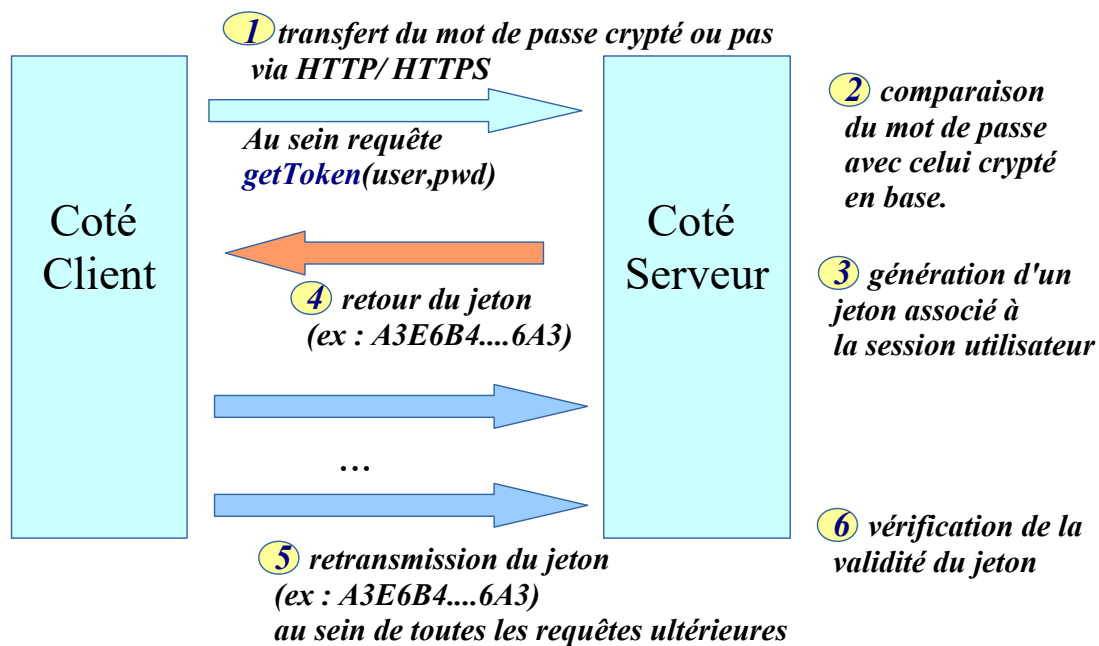 1 transfert du mot de passe crypté ou pas
via HTTP/ HTTPS
Au sein requête
getToken(user,pwd)
2 comparaison
du mot de passe
avec celui crypté
en base.
Coté
Client
Coté
Serveur
3 génération d'un
jeton associé à
la session utilisateur
4 retour du jeton
(ex : A3E6B4....6A3)
...
5 retransmission du jeton
(ex : A3E6B4....6A3)
au sein de toutes les requêtes ultérieures
6 vérification de la
validité du jeton